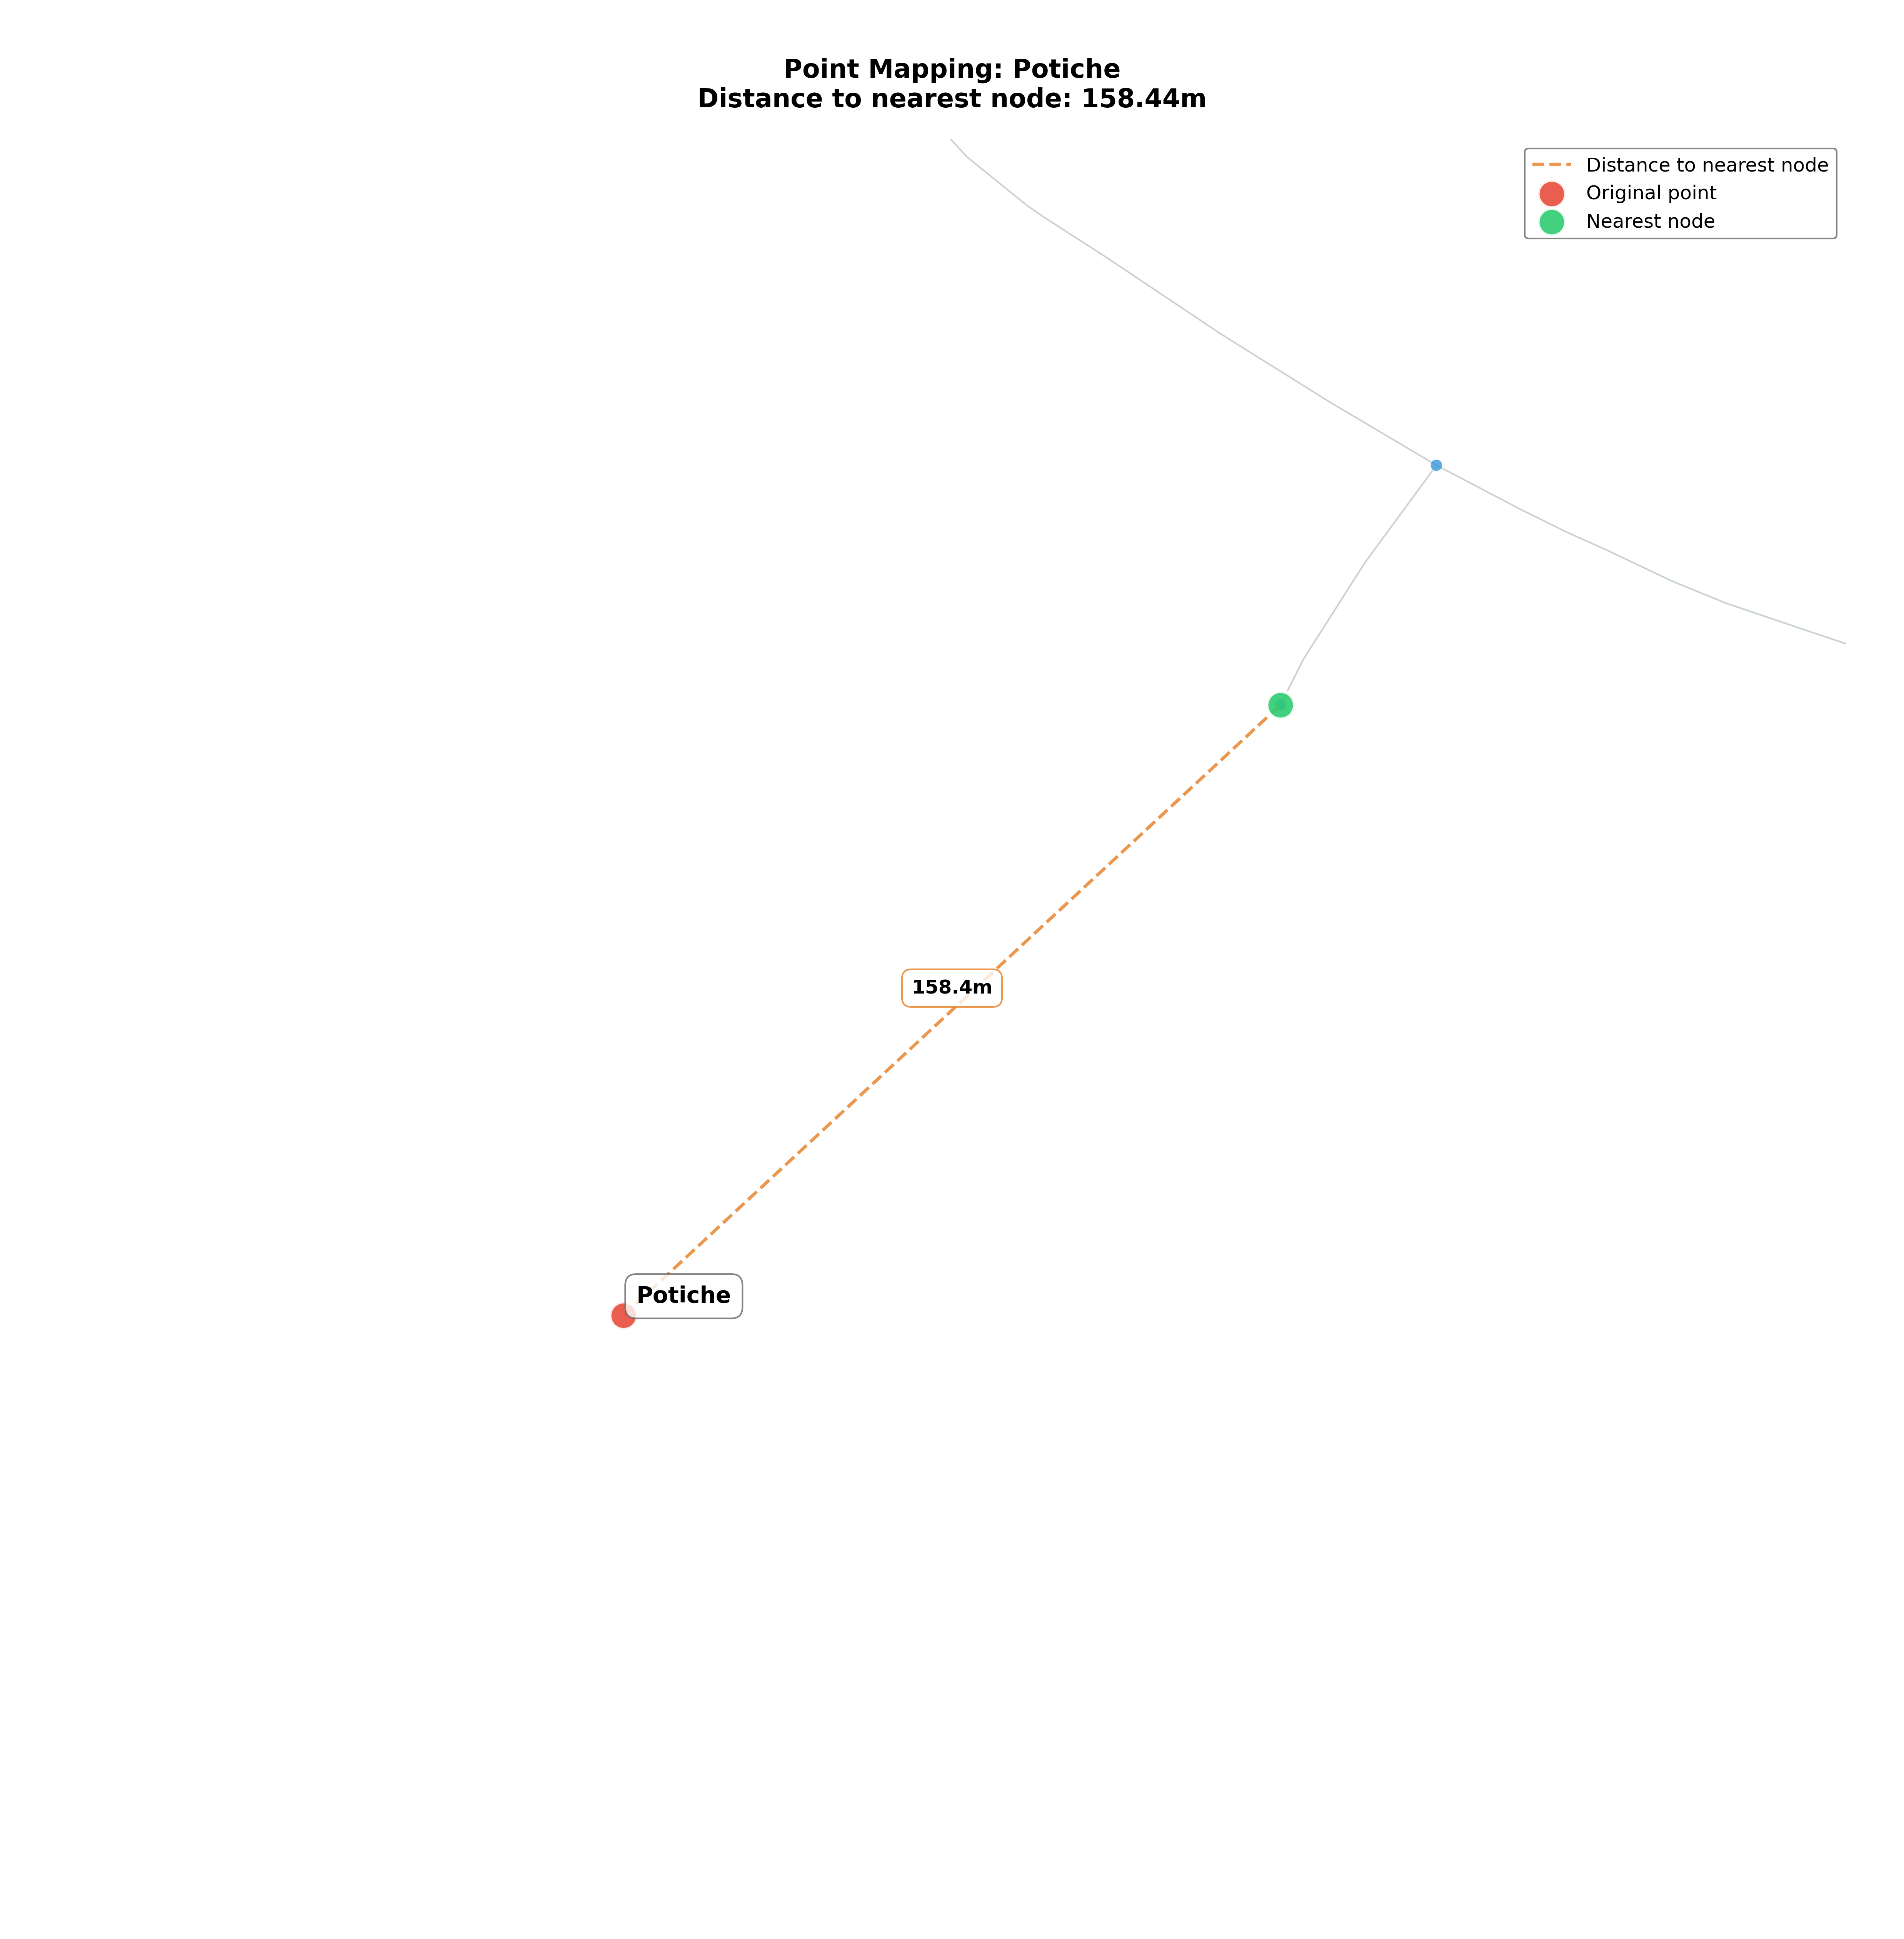 Point Mapping: Potiche
Distance to nearest node: 158.44m
Distance to nearest node
Original point
Nearest node
158.4m
Potiche